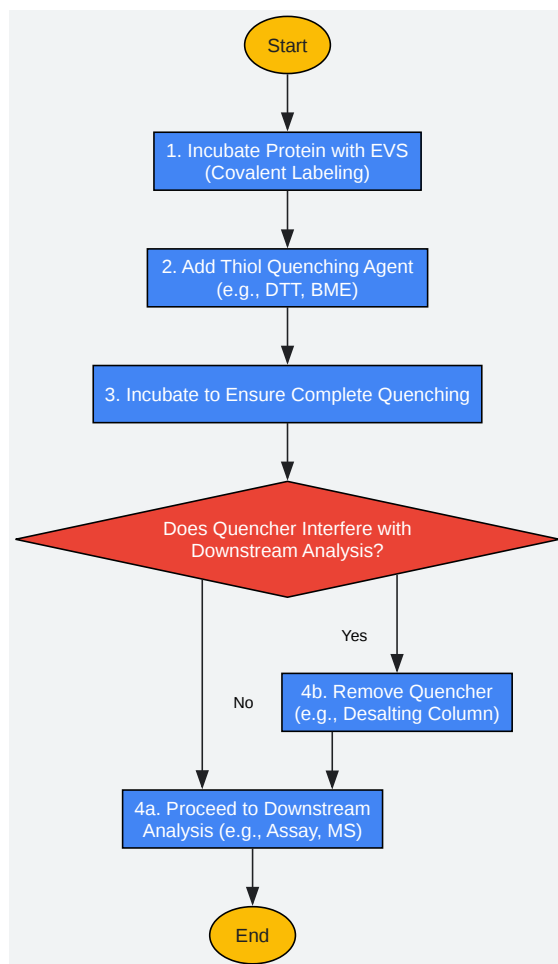 Start
1. Incubate Protein with EVS
(Covalent Labeling)
2. Add Thiol Quenching Agent
(e.g., DTT, BME)
3. Incubate to Ensure Complete Quenching
Does Quencher Interfere with
Downstream Analysis?
Yes
4b. Remove Quencher
(e.g., Desalting Column)
No
4a. Proceed to Downstream
Analysis (e.g., Assay, MS)
End